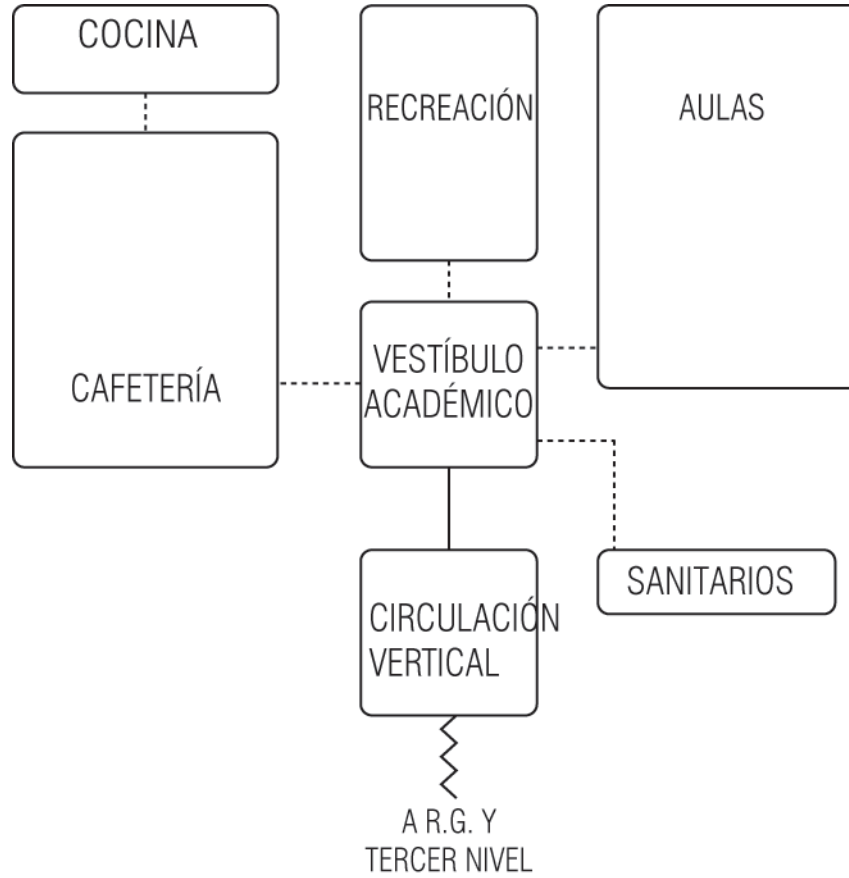 COCINA
RECREACIÓN
AULAS
VESTÍBULO
ACADÉMICO
CAFETERÍA
SANITARIOS
CIRCULACIÓN
VERTICAL
A R.G. Y
TERCER NIVEL